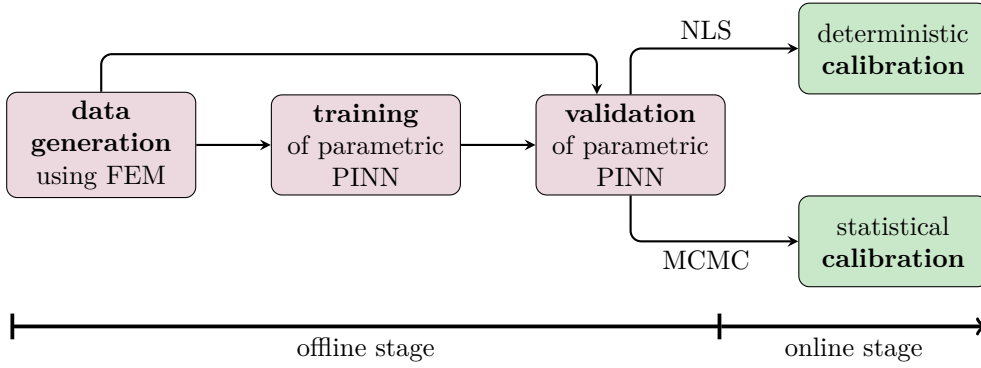 NLS
deterministic
calibration
data
generation
using FEM
training
of parametric
PINN
validation
of parametric
PINN
MCMC
statistical
calibration
offline stage
online stage